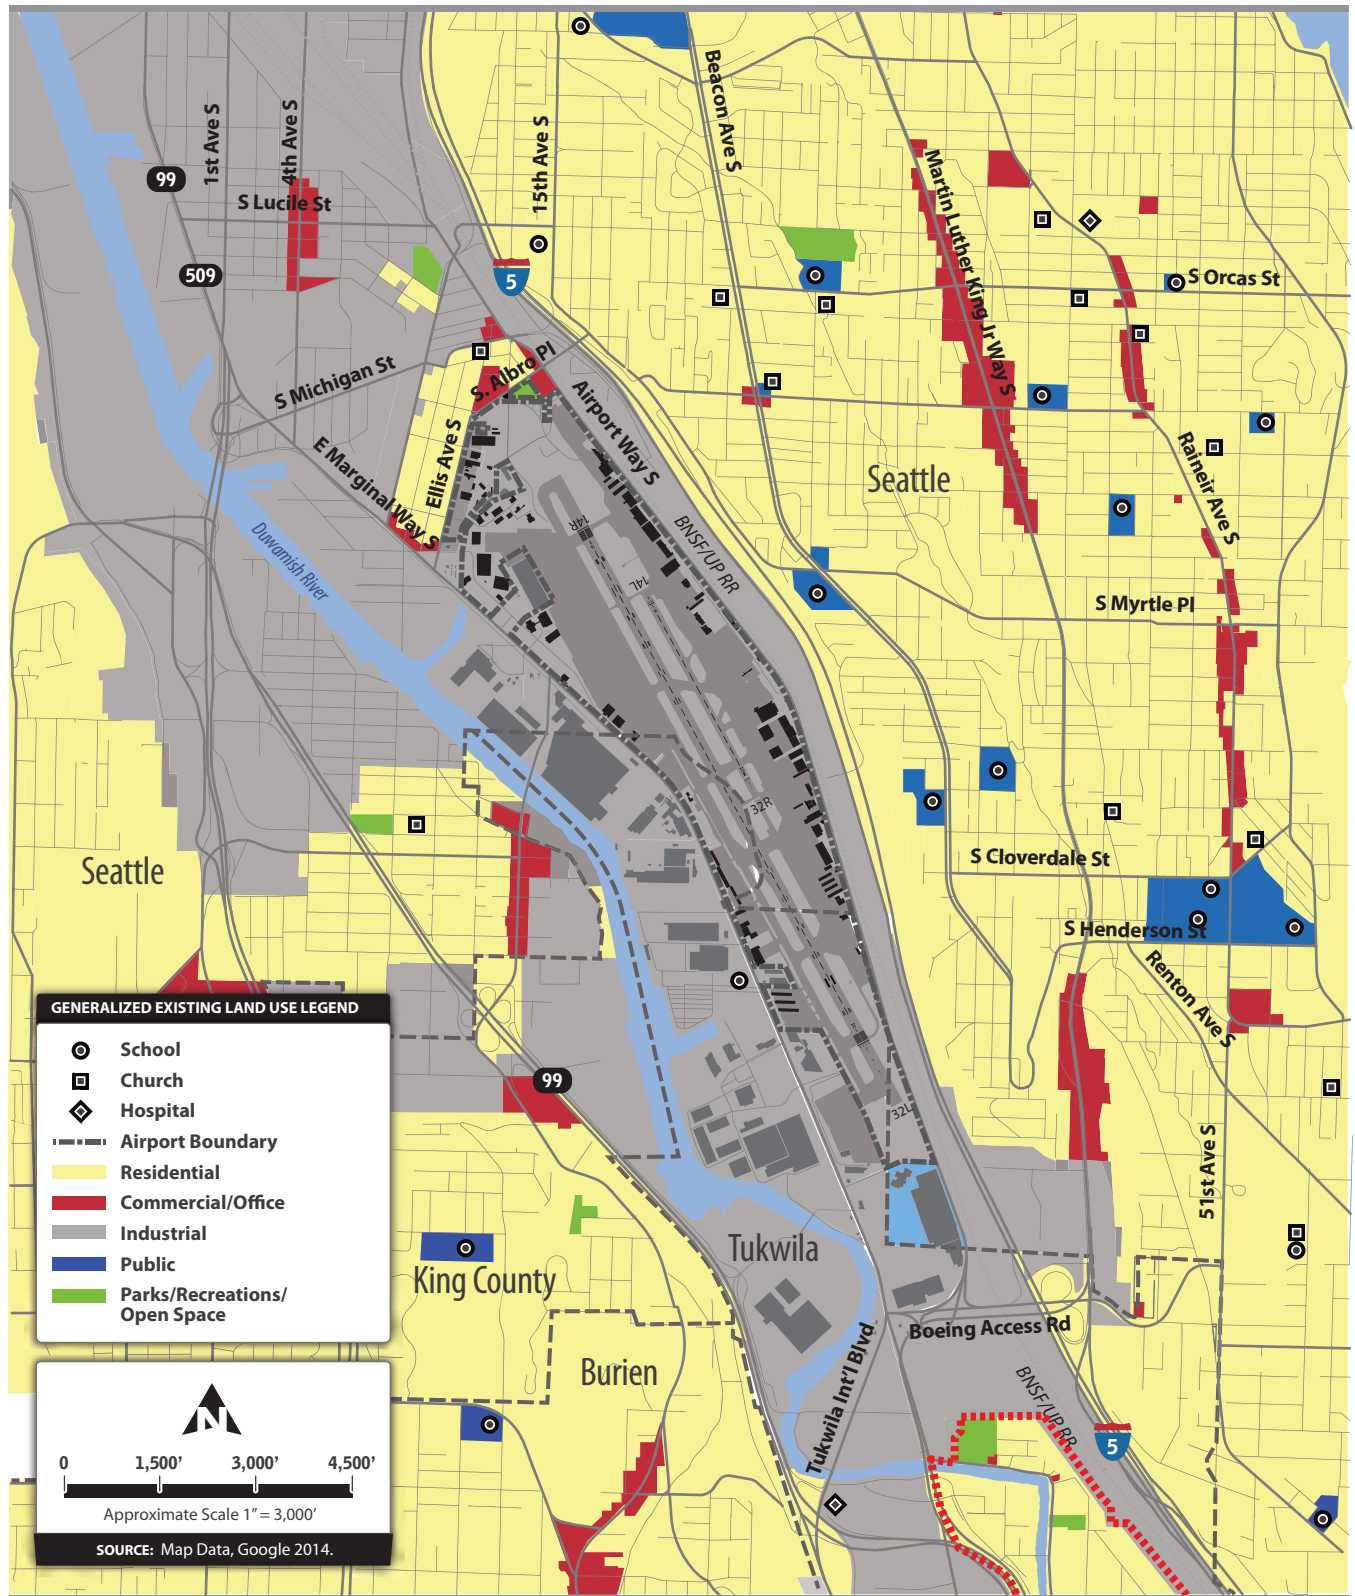 Beacon Ave S
15th Ave S
1st Ave S
4th Ave S
99
S Lucile St
Martin Luther King Jr Way S
509
5
S Orcas St
S. Albro Pl
S Michigan St
Airport Way S
Ellis Ave S
E Marginal Way S
Raineir Ave S
Seattle
14R
BNSF/UP RR
Duwamish River
14L
S Myrtle Pl
32R
S Cloverdale St
Seattle
S Henderson St
Renton Ave S
GENERALIZED EXISTING LAND USE LEGEND
School
Church
Hospital
Airport Boundary
Residential
Commercial/Office
Industrial
Public
Parks/Recreations/
Open Space
99
32L
51st Ave S
Tukwila
King County
Boeing Access Rd
Tukwila Int'l Blvd
Burien
BNSF/UP RR
5
N
0 1,500’ 3,000’ 4,500’
Approximate Scale 1” = 3,000’
SOURCE: Map Data, Google 2014.